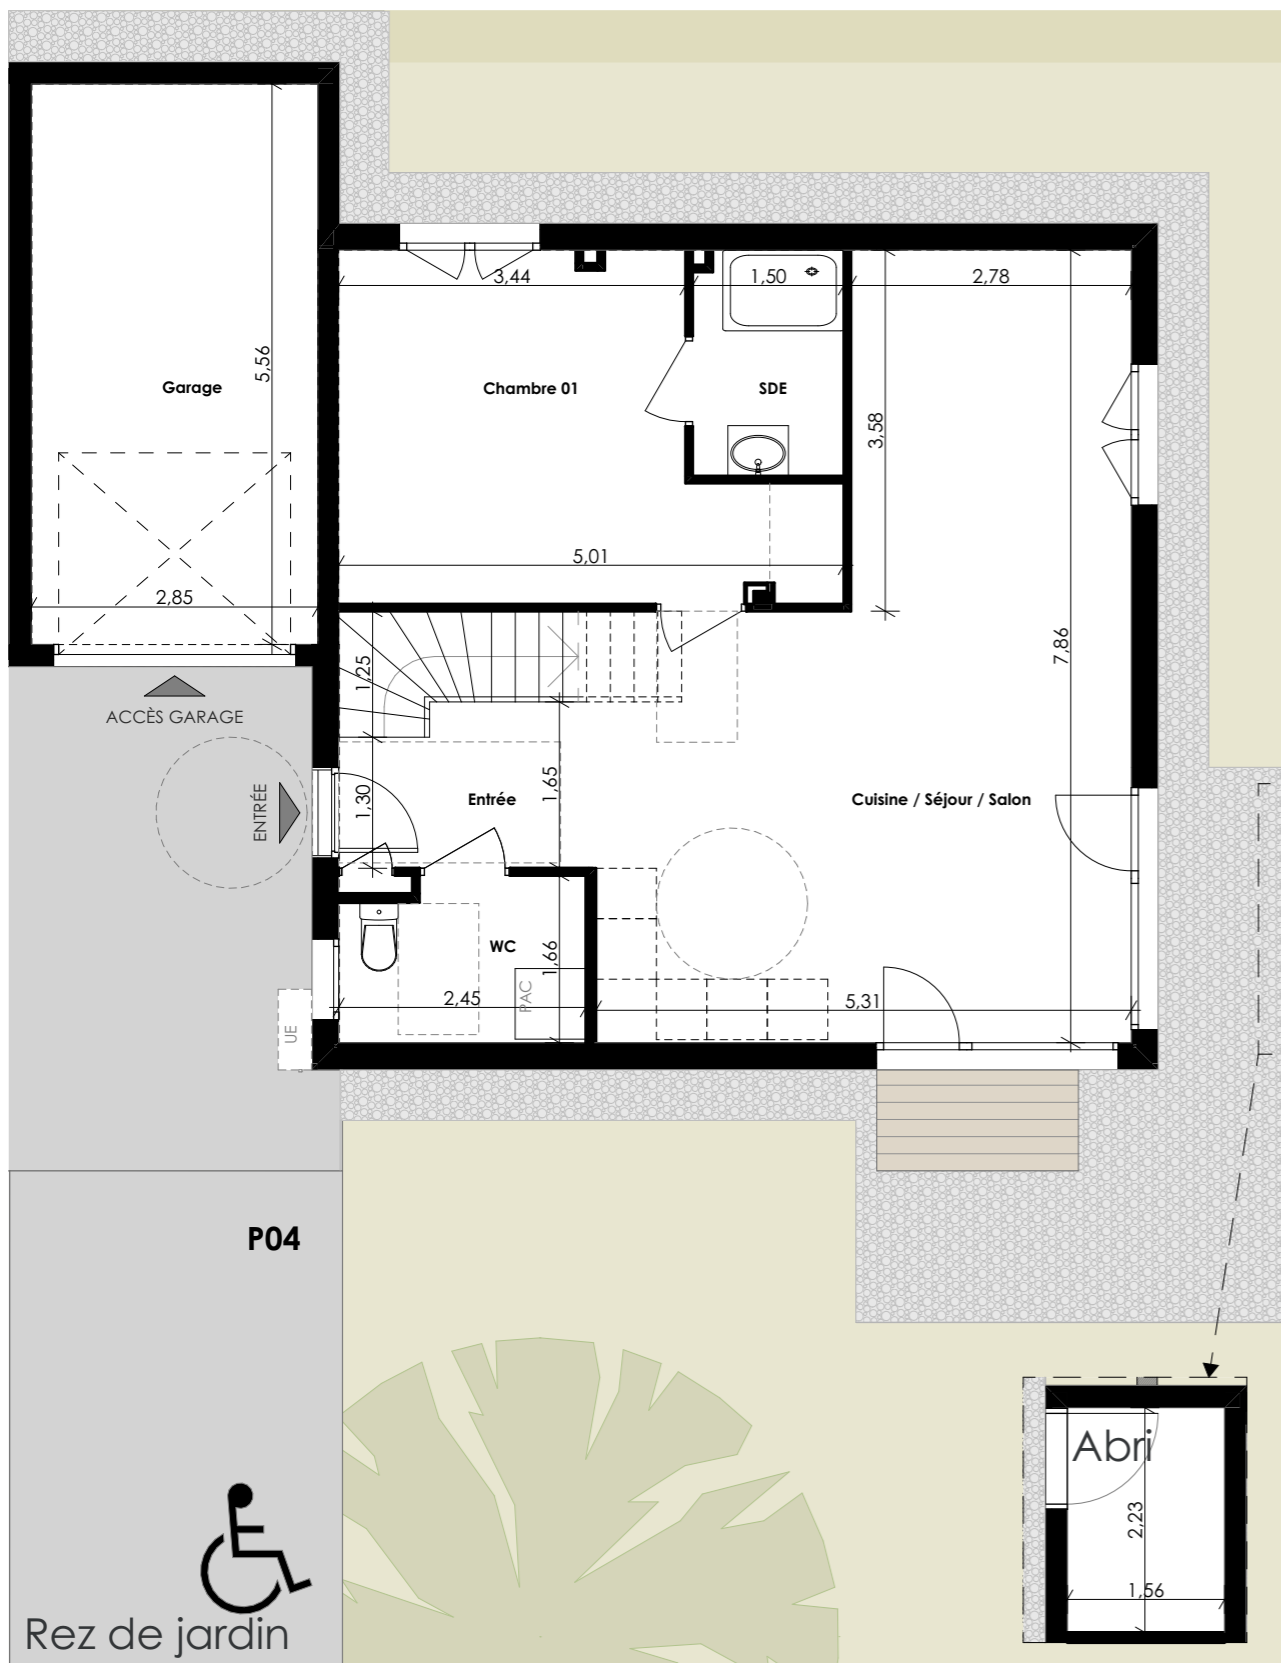 3,44
1,50
2,78
5,56
Garage
Chambre 01
SDE
3,58
5,01
2,85
7,86
1,25
ACCÈS GARAGE
ENTRÉE
1,30
Entrée
1,65
Cuisine / Séjour / Salon
WC
1,66
2,45
PAC
5,31
UE
P04
Abri
2,23
1,56
Rez de jardin